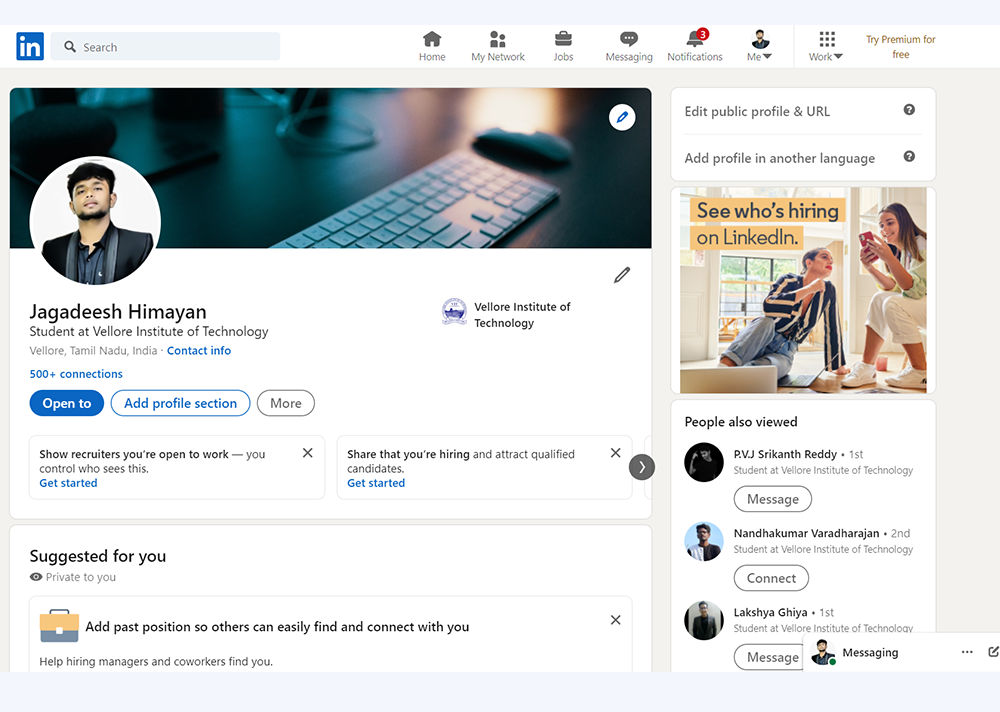 in
Search
Home
My Network
Jobs
Messaging
3
Notifications
Me
Work
Try Premium for
free
Jagadeesh Himayan
Student at Vellore Institute of Technology
Vellore, Tamil Nadu, India · Contact info
500+ connections
Open to
Add profile section
More
Vellore Institute of
Technology
Show recruiters you're open to work — you
control who sees this.
Get started
Share that you're hiring and attract qualified
candidates.
Get started
Suggested for you
Private to you
Add past position so others can easily find and connect with you
Help hiring managers and coworkers find you.
Edit public profile & URL
Add profile in another language
See who's hiring
on LinkedIn.
People also viewed
P.V.J Srikanth Reddy • 1st
Student at Vellore Institute of Technology
Message
Nandhakumar Varadharajan • 2nd
Student at Vellore Institute of Technology
Connect
Lakshya Ghiya • 1st
Student at Vellore Institute of Technology
Message
Messaging